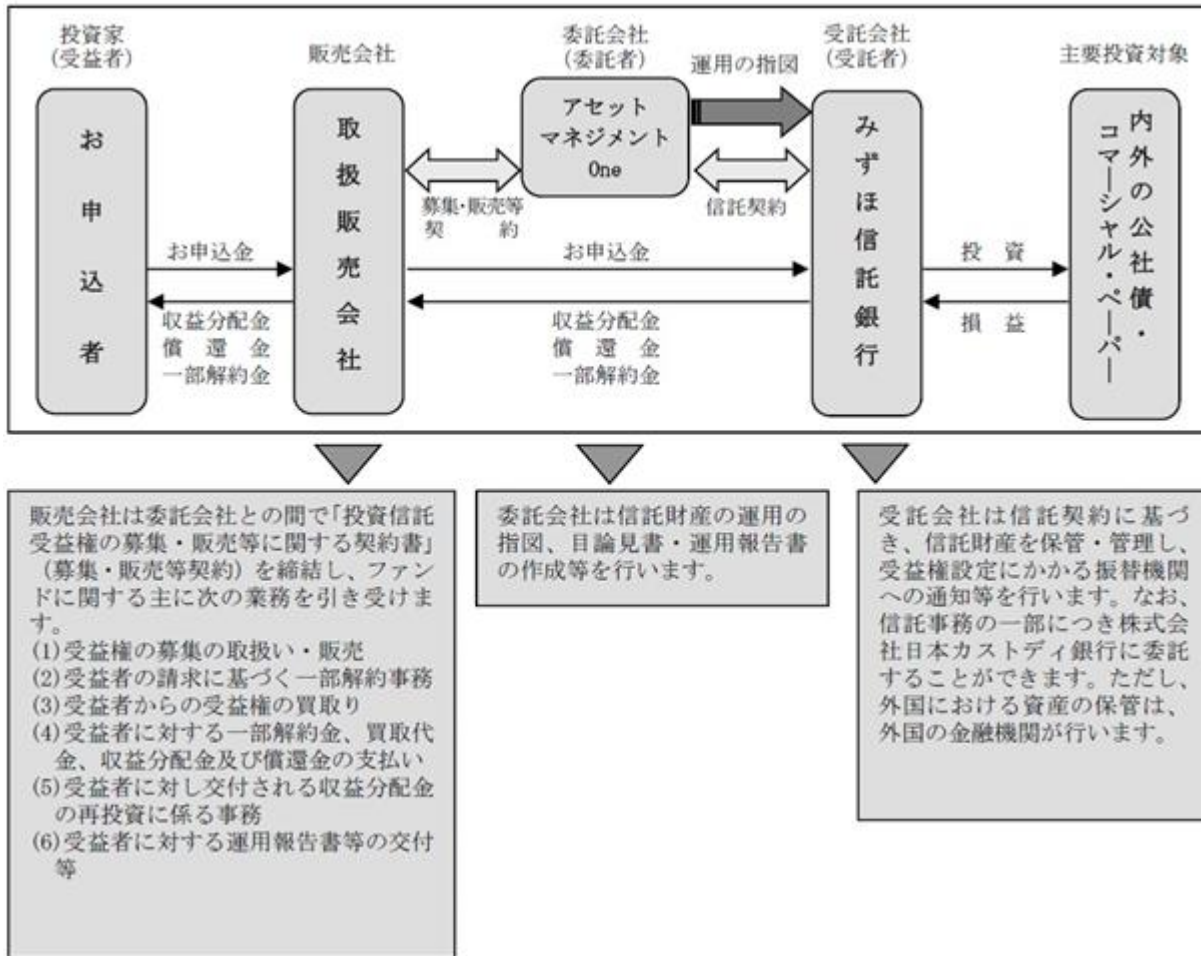 投資家
(受益者)
販売会社
委託会社
(委託者)
運用の指図
受託会社
(受託者)
主要投資対象
お申込者
取扱販売会社
アセット
マネジメント
One
みずほ信託銀行
内外の公社債・
コマーシャル・ペーパー
募集・販売等
契約
信託契約
お申込金
収益分配金
償還金
一部解約金
お申込金
収益分配金
償還金
一部解約金
投資
損益
販売会社は委託会社との間で「投資信託
受益権の募集・販売等に関する契約書」
(募集・販売等契約)を締結し、ファン
ドに関する主に次の業務を引き受けま
す。
(1)受益権の募集の取扱い・販売
(2)受益者の請求に基づく一部解約事務
(3)受益者からの受益権の買取り
(4)受益者に対する一部解約金、買取代
金、収益分配金及び償還金の支払い
(5)受益者に対し交付される収益分配金
の再投資に係る事務
(6)受益者に対する運用報告書等の交付
等
委託会社は信託財産の運用の
指図、目論見書・運用報告書
の作成等を行います。
受託会社は信託契約に基づ
き、信託財産を保管・管理し、
受益権設定にかかる振替機関
への通知等を行います。なお、
信託事務の一部につき株式会
社日本カストディ銀行に委託
することができます。ただし、
外国における資産の保管は、
外国の金融機関が行います。